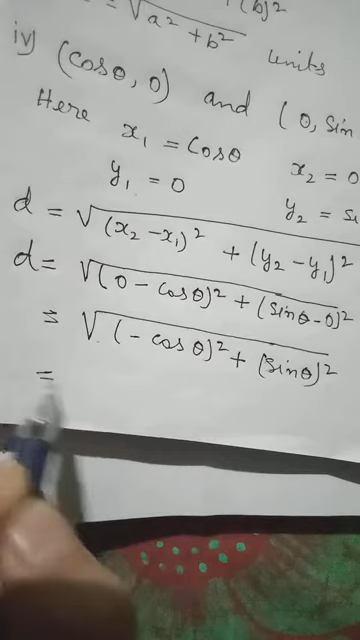 = √a² + b² units
iv) (cosθ, 0) and (0, sin
Here x₁ = cosθ x₂ = 0
y₁ = 0 y₂ =
d = √(x₂ - x₁)² + (y₂ - y₁)²
d = √(0 - cosθ)² + (sinθ - 0)²
= √(- cosθ)² + (sinθ)²
=